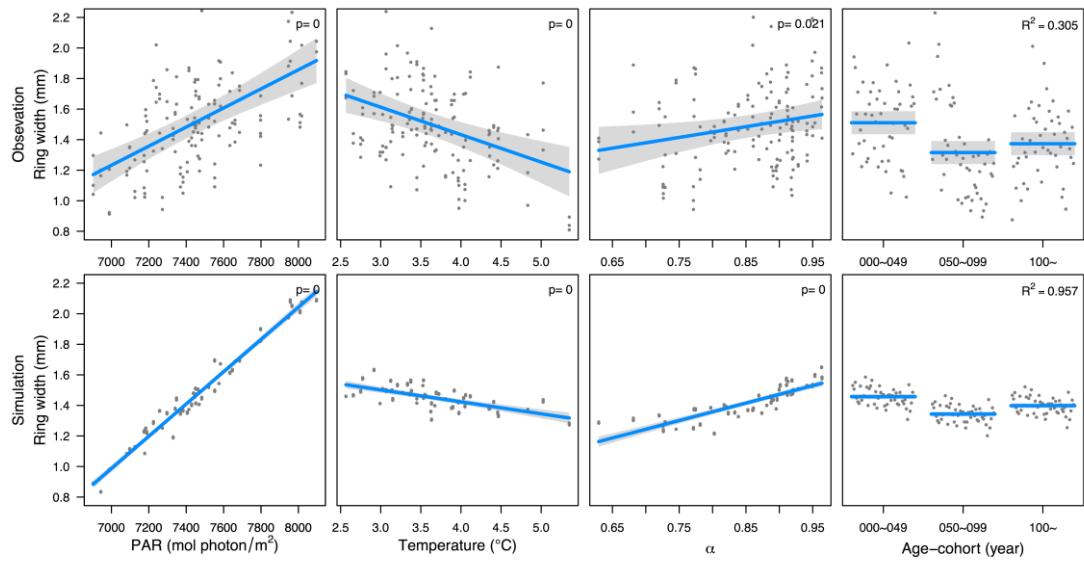 p= 0
p= 0
p= 0.021
R² = 0.305
Obsevation
Ring width (mm)
2.2
2.0
1.8
1.6
1.4
1.2
1.0
0.8
7000 7200 7400 7600 7800 8000
2.5 3.0 3.5 4.0 4.5 5.0
0.65 0.75 0.85 0.95
000~049 050~099 100~
p= 0
p= 0
p= 0
R² = 0.957
Simulation
Ring width (mm)
2.2
2.0
1.8
1.6
1.4
1.2
1.0
0.8
7000 7200 7400 7600 7800 8000
2.5 3.0 3.5 4.0 4.5 5.0
0.65 0.75 0.85 0.95
000~049 050~099 100~
PAR (mol photon/m²)
Temperature (°C)
α
Age−cohort (year)